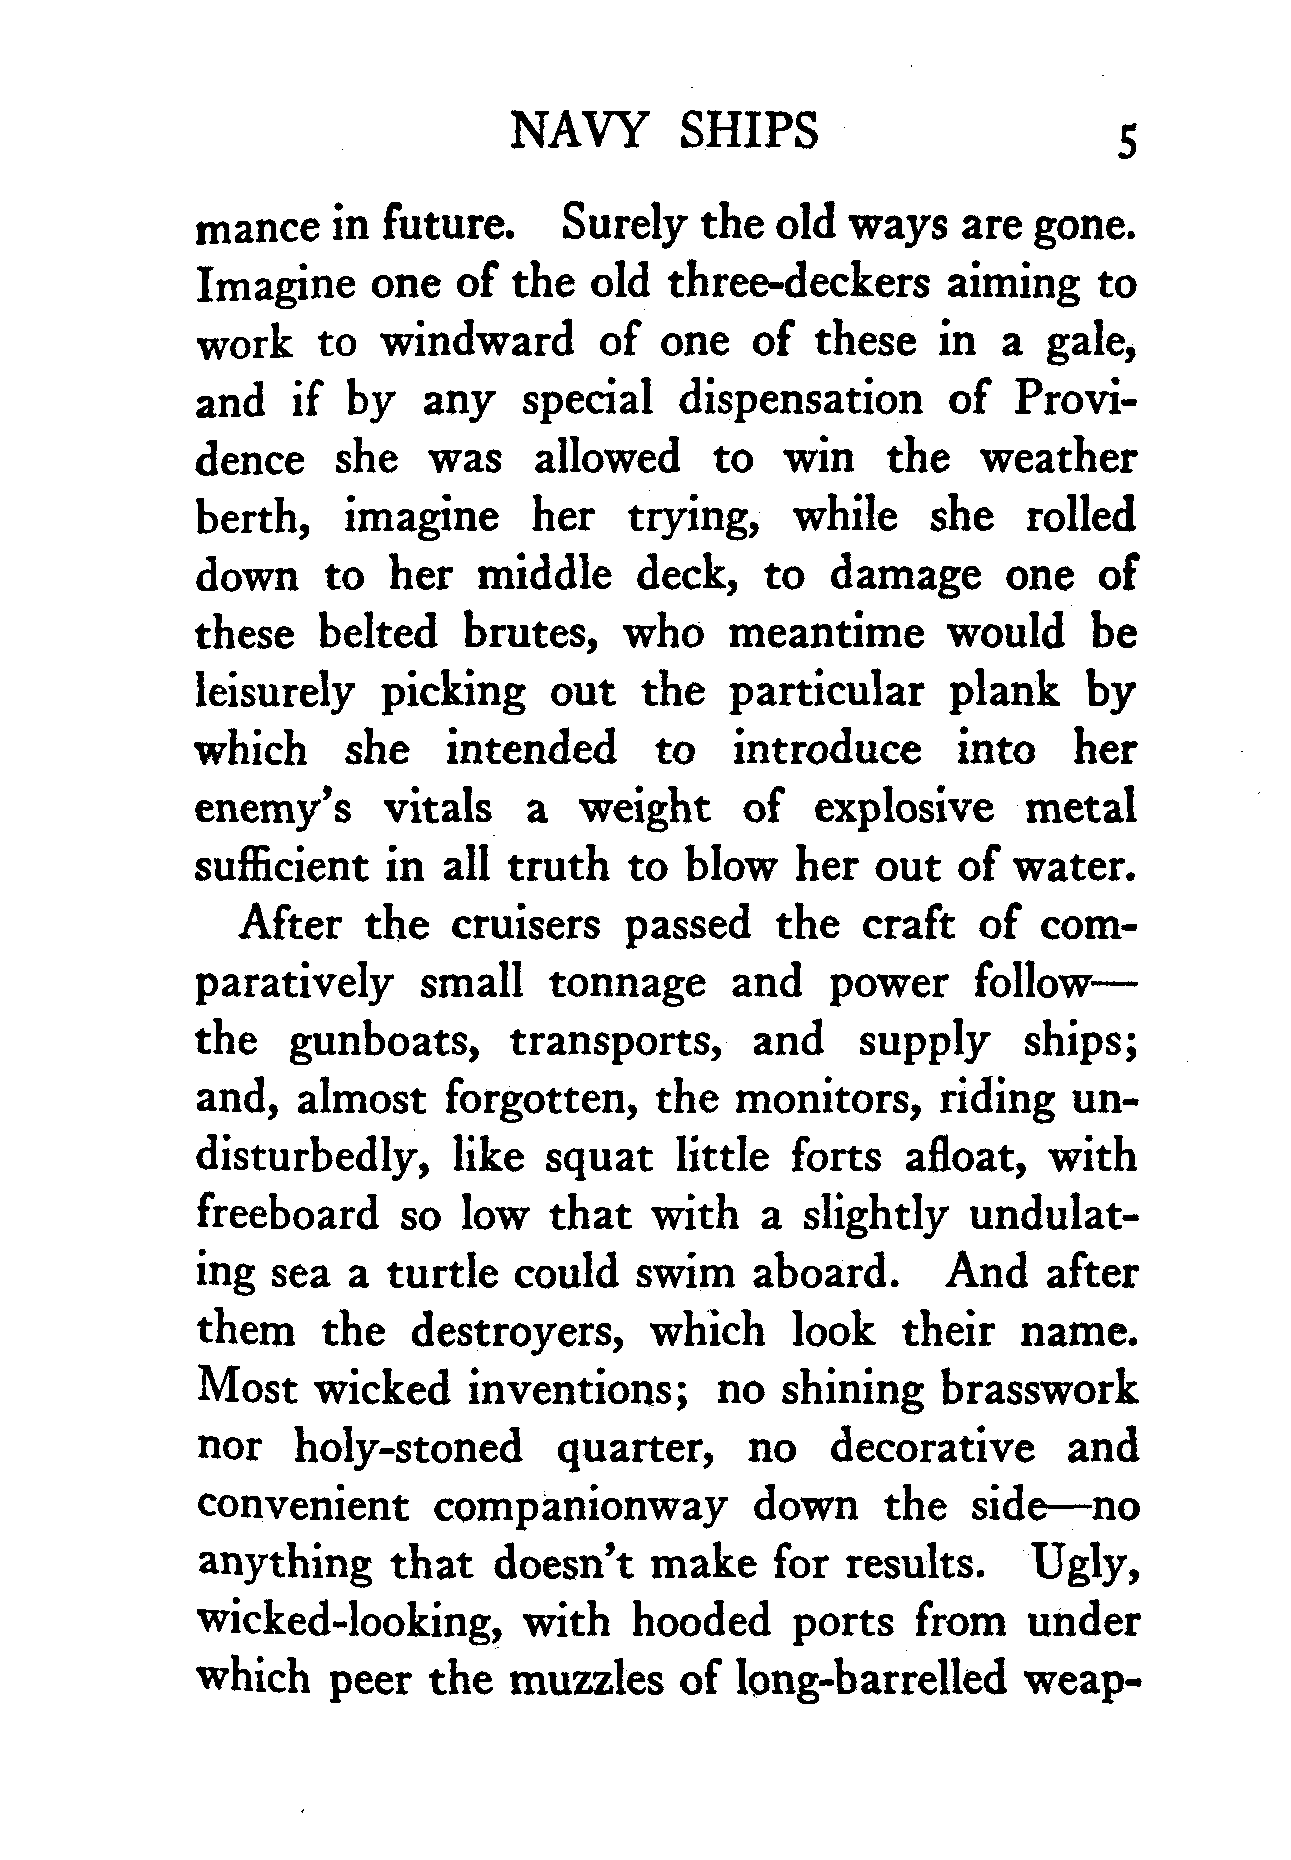 NAVY SHIPS 5
mance in future. Surely the old ways are gone.
Imagine one of the old three-deckers aiming to
work to windward of one of these in a gale,
and if by any special dispensation of Provi-
dence she was allowed to win the weather
berth, imagine her trying, while she rolled
down to her middle deck, to damage one of
these belted brutes, who meantime would be
leisurely picking out the particular plank by
which she intended to introduce into her
enemy's vitals a weight of explosive metal
sufficient in all truth to blow her out of water.
After the cruisers passed the craft of com-
paratively small tonnage and power follow—
the gunboats, transports, and supply ships;
and, almost forgotten, the monitors, riding un-
disturbedly, like squat little forts afloat, with
freeboard so low that with a slightly undulat-
ing sea a turtle could swim aboard. And after
them the destroyers, which look their name.
Most wicked inventions; no shining brasswork
nor holy-stoned quarter, no decorative and
convenient companionway down the side—no
anything that doesn't make for results. Ugly,
wicked-looking, with hooded ports from under
which peer the muzzles of long-barrelled weap-